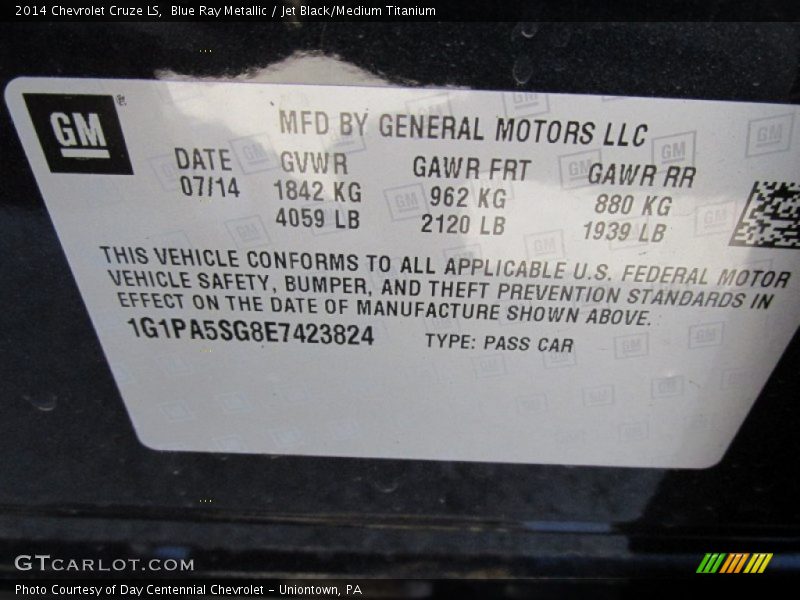 2014 Chevrolet Cruze LS,  Blue Ray Metallic / Jet Black/Medium Titanium
GM ®
MFD BY GENERAL MOTORS LLC
DATE GVWR GAWR FRT GAWR RR
07/14 1842 KG 962 KG 880 KG
4059 LB 2120 LB 1939 LB
THIS VEHICLE CONFORMS TO ALL APPLICABLE U.S. FEDERAL MOTOR
VEHICLE SAFETY, BUMPER, AND THEFT PREVENTION STANDARDS IN
EFFECT ON THE DATE OF MANUFACTURE SHOWN ABOVE.
1G1PA5SG8E7423824 TYPE: PASS CAR
GTCARLOT.COM
Photo Courtesy of Day Centennial Chevrolet - Uniontown, PA